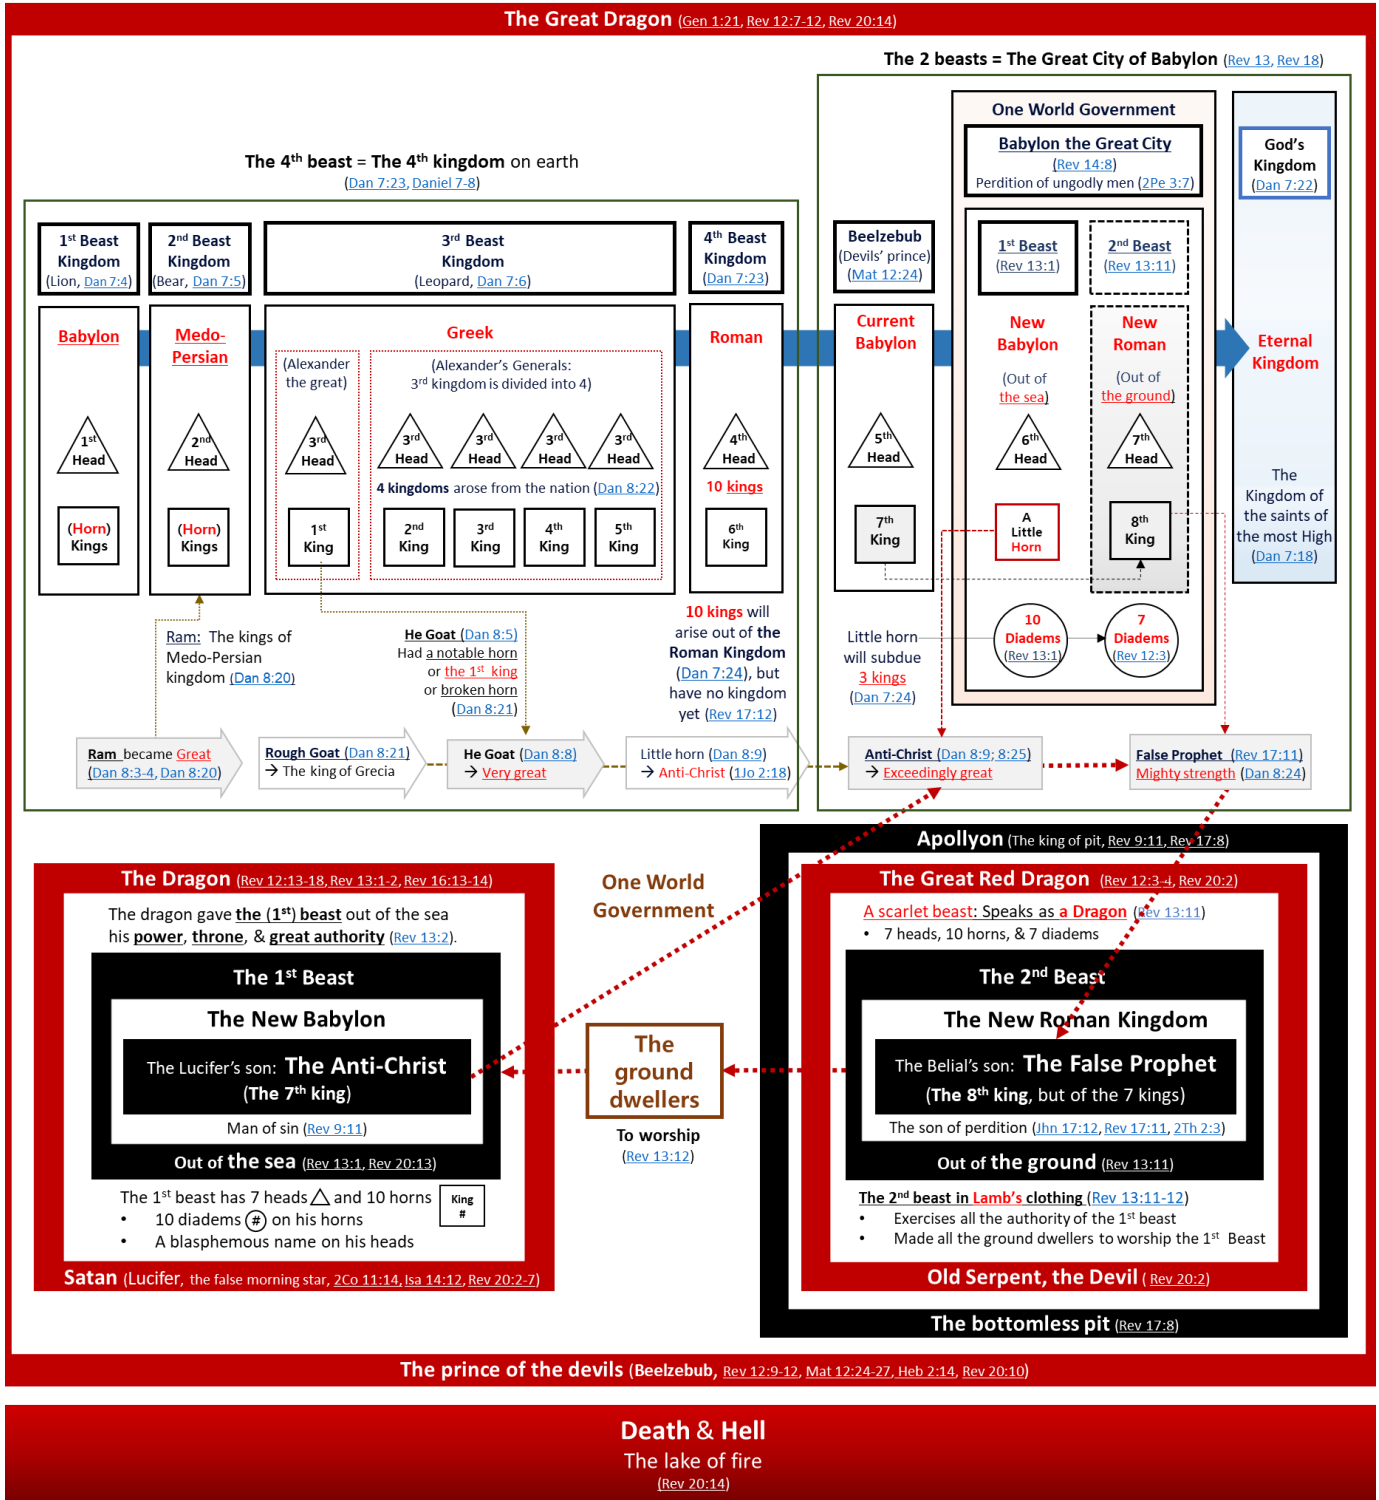 The Great Dragon (Gen 1:21, Rev 12:7-12, Rev 20:14)
The 2 beasts = The Great City of Babylon (Rev 13, Rev 18)
The 4th beast = The 4th kingdom on earth
(Dan 7:23, Daniel 7-8)
1st Beast
Kingdom
(Lion, Dan 7:4)
2nd Beast
Kingdom
(Bear, Dan 7:5)
3rd Beast
Kingdom
(Leopard, Dan 7:6)
4th Beast
Kingdom
(Dan 7:23)
Beelzebub
(Devils' prince)
(Mat 12:24)
One World Government
Babylon the Great City
(Rev 14:8)
Perdition of ungodly men (2Pe 3:7)
1st Beast
(Rev 13:1)
2nd Beast
(Rev 13:11)
God's
Kingdom
(Dan 7:22)
Babylon
1st
Head
(Horn)
Kings
Medo-
Persian
2nd
Head
(Horn)
Kings
Greek
(Alexander
the great)
3rd
Head
1st
King
(Alexander's Generals:
3rd kingdom is divided into 4)
3rd
Head
3rd
Head
3rd
Head
3rd
Head
4 kingdoms arose from the nation (Dan 8:22)
2nd
King
3rd
King
4th
King
5th
King
Roman
4th
Head
10 kings
6th
King
Current
Babylon
5th
Head
7th
King
New
Babylon
(Out of
the sea)
6th
Head
A
Little
Horn
10
Diadems
(Rev 13:1)
New
Roman
(Out of
the ground)
7th
Head
8th
King
7
Diadems
(Rev 12:3)
Eternal
Kingdom
The
Kingdom of
the saints of
the most High
(Dan 7:18)
Ram: The kings of
Medo-Persian
kingdom (Dan 8:20)
He Goat (Dan 8:5)
Had a notable horn
or the 1st king
or broken horn
(Dan 8:21)
10 kings will
arise out of the
Roman Kingdom
(Dan 7:24), but
have no kingdom
yet (Rev 17:12)
Little horn
will subdue
3 kings
(Dan 7:24)
Ram became Great
(Dan 8:3-4, Dan 8:20)
Rough Goat (Dan 8:21)
→ The king of Grecia
He Goat (Dan 8:8)
→ Very great
Little horn (Dan 8:9)
→ Anti-Christ (1Jo 2:18)
Anti-Christ (Dan 8:9; 8:25)
→ Exceedingly great
False Prophet (Rev 17:11)
Mighty strength (Dan 8:24)
The Dragon (Rev 12:13-18, Rev 13:1-2, Rev 16:13-14)
The dragon gave the (1st) beast out of the sea
his power, throne, & great authority (Rev 13:2).
The 1st Beast
The New Babylon
The Lucifer's son: The Anti-Christ
(The 7th king)
Man of sin (Rev 9:11)
Out of the sea (Rev 13:1, Rev 20:13)
The 1st beast has 7 heads and 10 horns
King
#
• 10 diadems # on his horns
• A blasphemous name on his heads
Satan (Lucifer, the false morning star, 2Co 11:14, Isa 14:12, Rev 20:2-7)
One World
Government
The
ground
dwellers
To worship
(Rev 13:12)
Apollyon (The king of pit, Rev 9:11, Rev 17:8)
The Great Red Dragon (Rev 12:3-4, Rev 20:2)
A scarlet beast: Speaks as a Dragon (Rev 13:11)
• 7 heads, 10 horns, & 7 diadems
The 2nd Beast
The New Roman Kingdom
The Belial's son: The False Prophet
(The 8th king, but of the 7 kings)
The son of perdition (Jhn 17:12, Rev 17:11, 2Th 2:3)
Out of the ground (Rev 13:11)
The 2nd beast in Lamb's clothing (Rev 13:11-12)
• Exercises all the authority of the 1st beast
• Made all the ground dwellers to worship the 1st Beast
Old Serpent, the Devil ( Rev 20:2)
The bottomless pit (Rev 17:8)
The prince of the devils (Beelzebub, Rev 12:9-12, Mat 12:24-27, Heb 2:14, Rev 20:10)
Death & Hell
The lake of fire
(Rev 20:14)